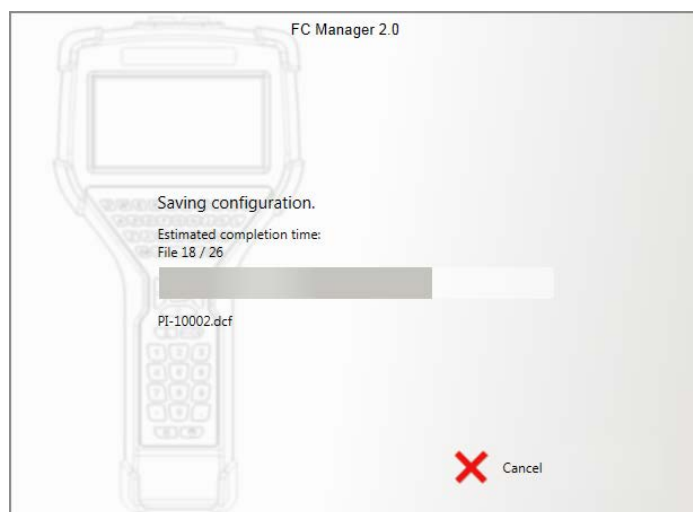 FC Manager 2.0
Saving configuration.
Estimated completion time:
File 18 / 26
PI-10002.dcf
Cancel